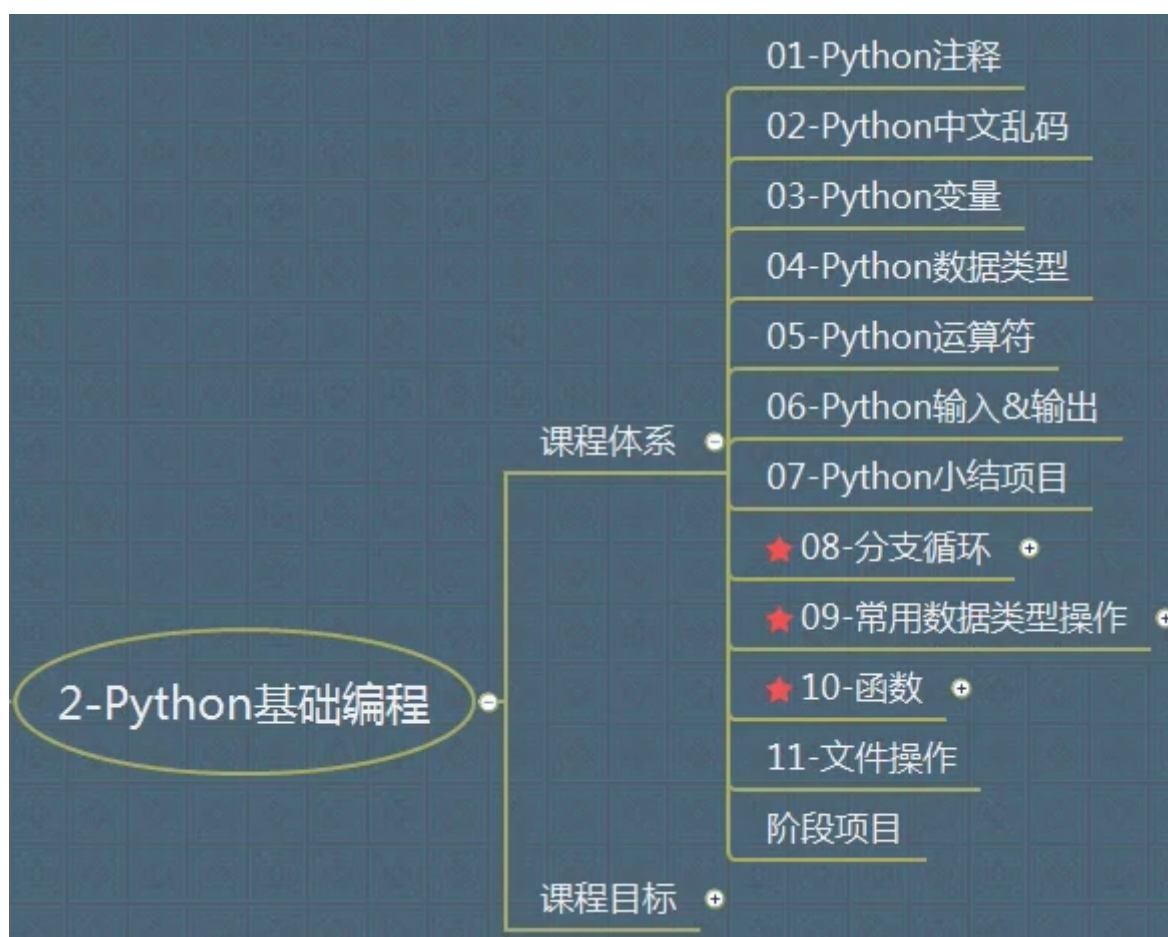 2-Python基础编程
课程体系
01-Python注释
02-Python中文乱码
03-Python变量
04-Python数据类型
05-Python运算符
06-Python输入&输出
07-Python小结项目
08-分支循环
09-常用数据类型操作
10-函数
11-文件操作
阶段项目
课程目标